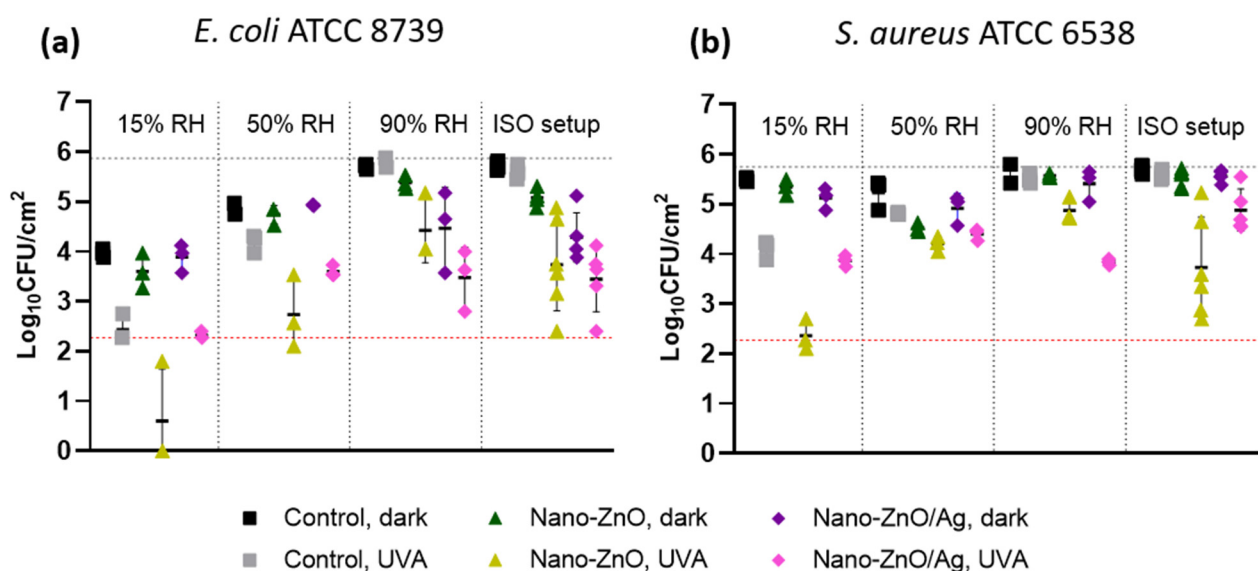 (a) E. coli ATCC 8739
7
6
5
4
3
2
1
0
Log10CFU/cm2
15% RH
50% RH
90% RH
ISO setup
(b) S. aureus ATCC 6538
7
6
5
4
3
2
1
0
Log10CFU/cm2
15% RH
50% RH
90% RH
ISO setup
Control, dark
Nano-ZnO, dark
Nano-ZnO/Ag, dark
Control, UVA
Nano-ZnO, UVA
Nano-ZnO/Ag, UVA